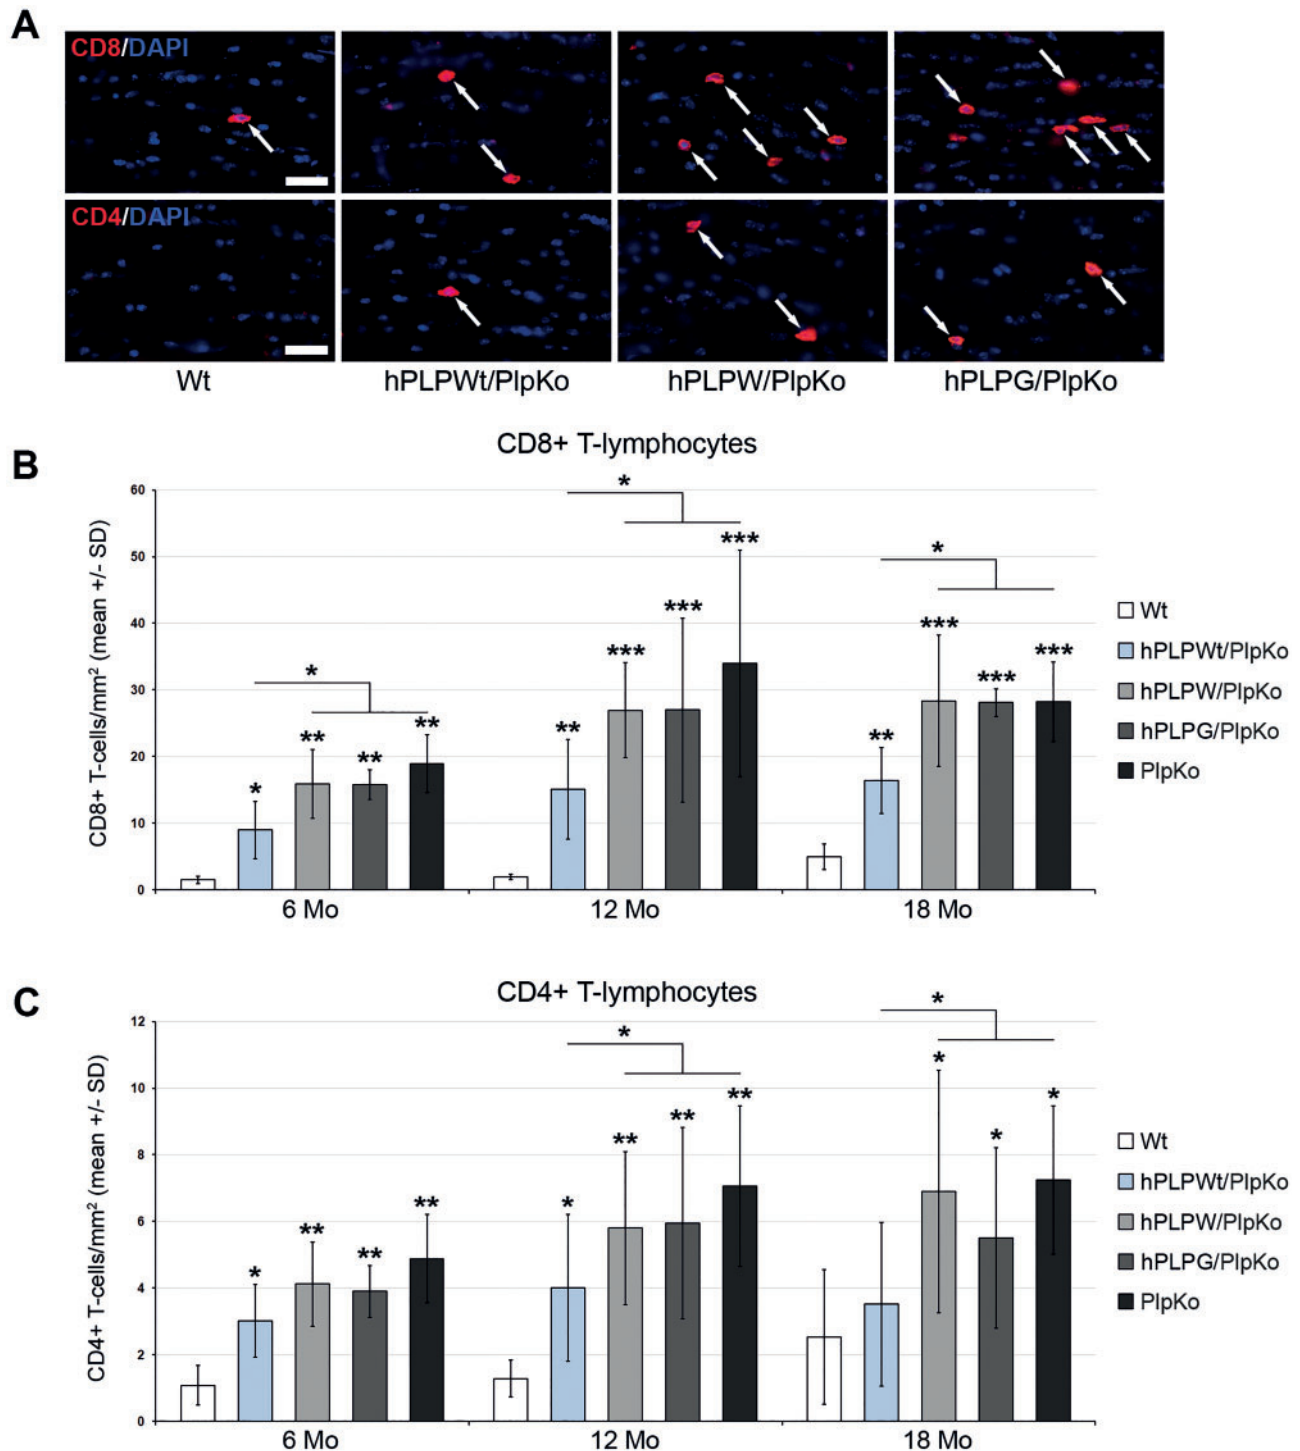 A
CD8/DAPI
CD4/DAPI
Wt hPLPWt/PlpKo hPLPW/PlpKo hPLPG/PlpKo
B
CD8+ T-lymphocytes
CD8+ T-cells/mm² (mean +/- SD)
60
50
40
30
20
10
0
* * *
* ** ** **
** *** *** ***
** *** *** ***
6 Mo 12 Mo 18 Mo
Wt
hPLPWt/PlpKo
hPLPW/PlpKo
hPLPG/PlpKo
PlpKo
C
CD4+ T-lymphocytes
CD4+ T-cells/mm² (mean +/- SD)
12
10
8
6
4
2
0
* *
* ** ** **
* ** ** **
* * *
6 Mo 12 Mo 18 Mo
Wt
hPLPWt/PlpKo
hPLPW/PlpKo
hPLPG/PlpKo
PlpKo